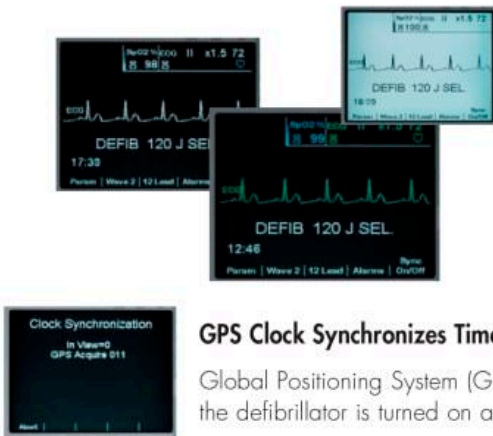 SpO2 % ECG II x1.5 72
98
ECG
DEFIB 120 J SEL
17:39
Param Wave 2 12 Lead Alarms
SpO2 % ECG II x1.5 72
100
ECG
DEFIB 120 J SEL
18:09
Param Wave 2 12 Lead Alarms Sync On/Off
SpO2 % ECG II x1.5 72
99
ECG
DEFIB 120 J SEL.
12:46
Sync
Param Wave 2 12 Lead Alarms On/Off
Clock Synchronization
In View=0
GPS Acquire 011
Abort
GPS Clock Synchronizes Time
Global Positioning System (G
the defibrillator is turned on a